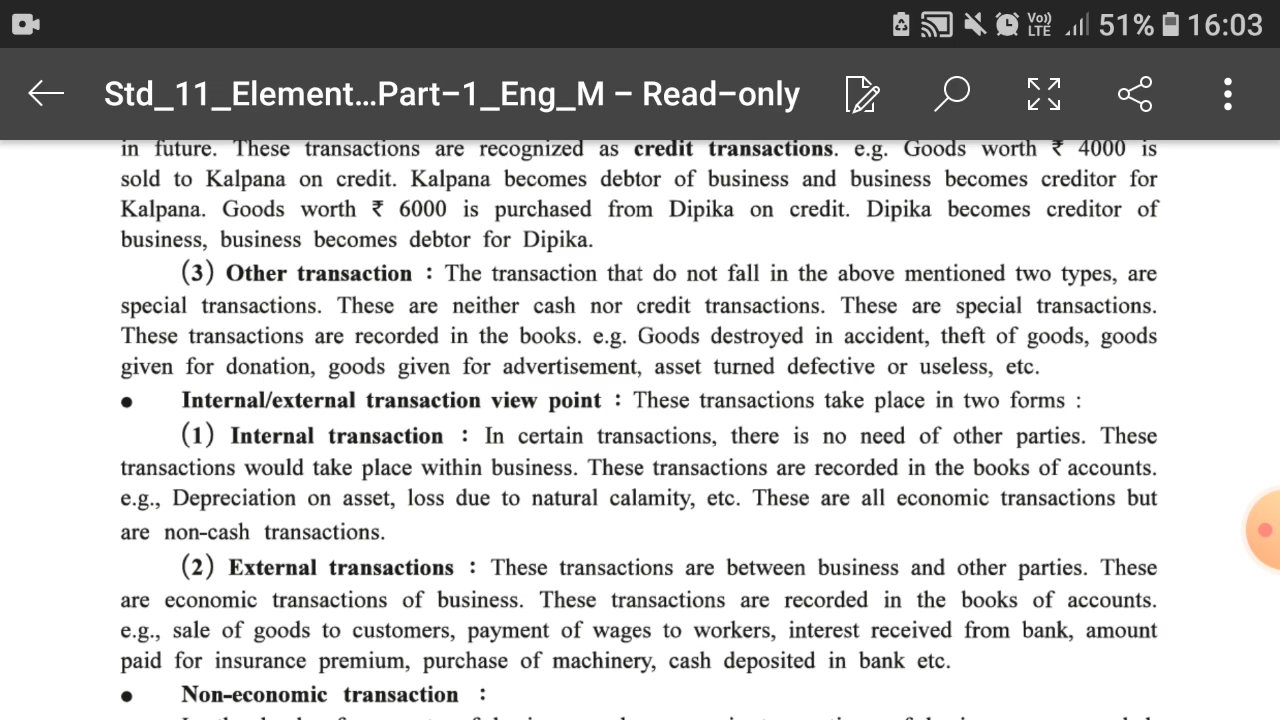 Vo)) LTE 51% 16:03
Std_11_Element...Part–1_Eng_M – Read–only
in future. These transactions are recognized as credit transactions. e.g. Goods worth ₹ 4000 is
sold to Kalpana on credit. Kalpana becomes debtor of business and business becomes creditor for
Kalpana. Goods worth ₹ 6000 is purchased from Dipika on credit. Dipika becomes creditor of
business, business becomes debtor for Dipika.
(3) Other transaction : The transaction that do not fall in the above mentioned two types, are
special transactions. These are neither cash nor credit transactions. These are special transactions.
These transactions are recorded in the books. e.g. Goods destroyed in accident, theft of goods, goods
given for donation, goods given for advertisement, asset turned defective or useless, etc.
• Internal/external transaction view point : These transactions take place in two forms :
(1) Internal transaction : In certain transactions, there is no need of other parties. These
transactions would take place within business. These transactions are recorded in the books of accounts.
e.g., Depreciation on asset, loss due to natural calamity, etc. These are all economic transactions but
are non-cash transactions.
(2) External transactions : These transactions are between business and other parties. These
are economic transactions of business. These transactions are recorded in the books of accounts.
e.g., sale of goods to customers, payment of wages to workers, interest received from bank, amount
paid for insurance premium, purchase of machinery, cash deposited in bank etc.
• Non-economic transaction :